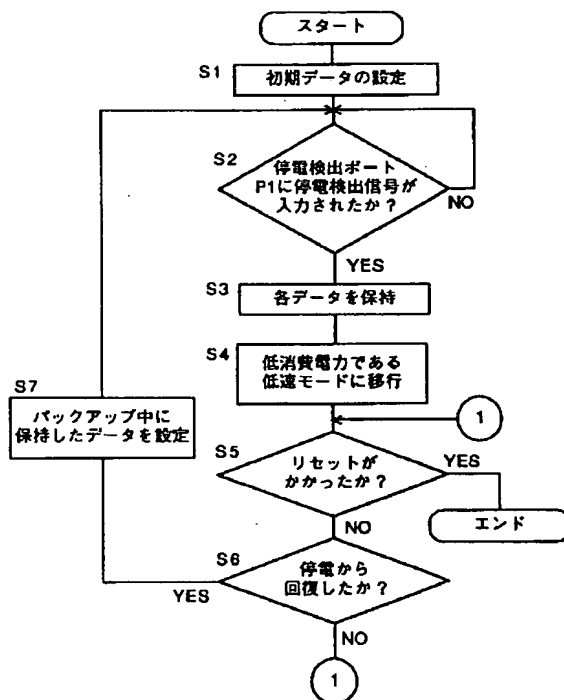 スタート
S1
初期データの設定
S2
停電検出ポート
P1に停電検出信号が
入力されたか?
NO
YES
S3
各データを保持
S4
低消費電力である
低速モードに移行
S7
バックアップ中に
保持したデータを設定
1
S5
リセットが
かかったか?
YES
エンド
NO
S6
停電から
回復したか?
YES
NO
1